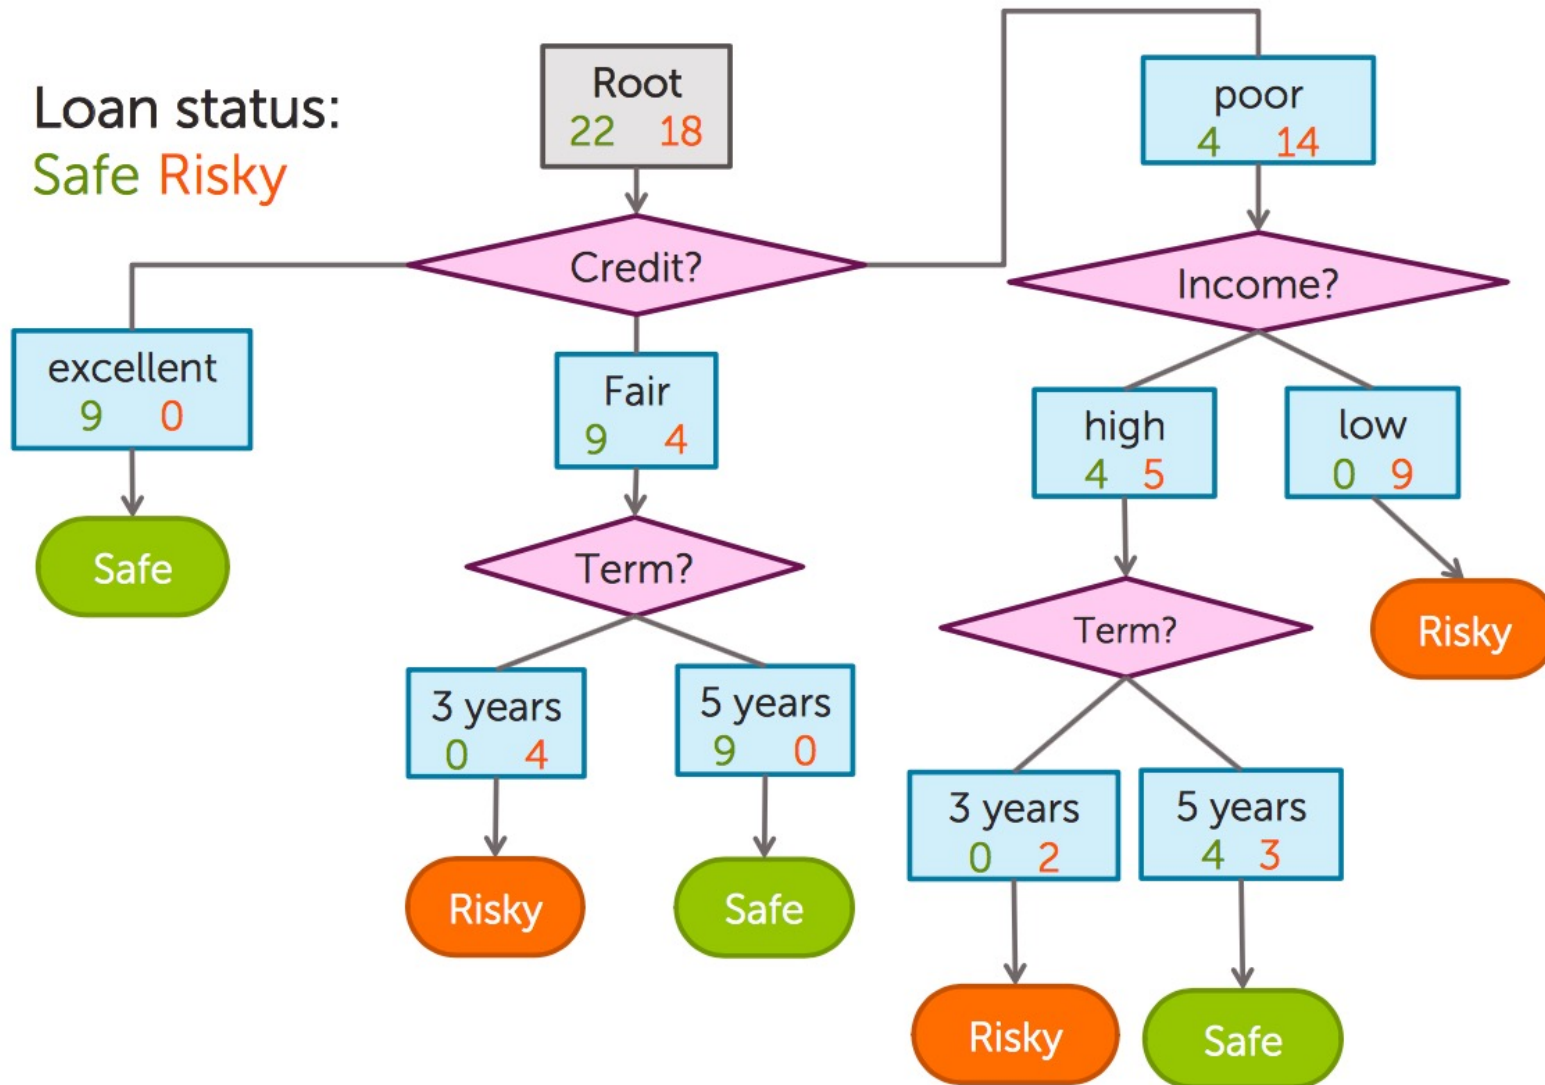 Loan status:
Safe Risky
Root
22 18
Credit?
excellent
9 0
Safe
Fair
9 4
Term?
3 years
0 4
Risky
5 years
9 0
Safe
poor
4 14
Income?
high
4 5
Term?
3 years
0 2
Risky
5 years
4 3
Safe
low
0 9
Risky